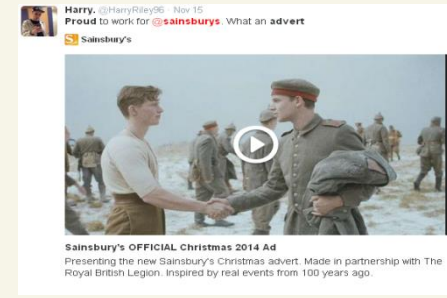 Harry. @HarryRiley96 · Nov 15
Proud to work for @sainsburys. What an advert
Sainsbury's
Sainsbury's OFFICIAL Christmas 2014 Ad
Presenting the new Sainsbury's Christmas advert. Made in partnership with The
Royal British Legion. Inspired by real events from 100 years ago.